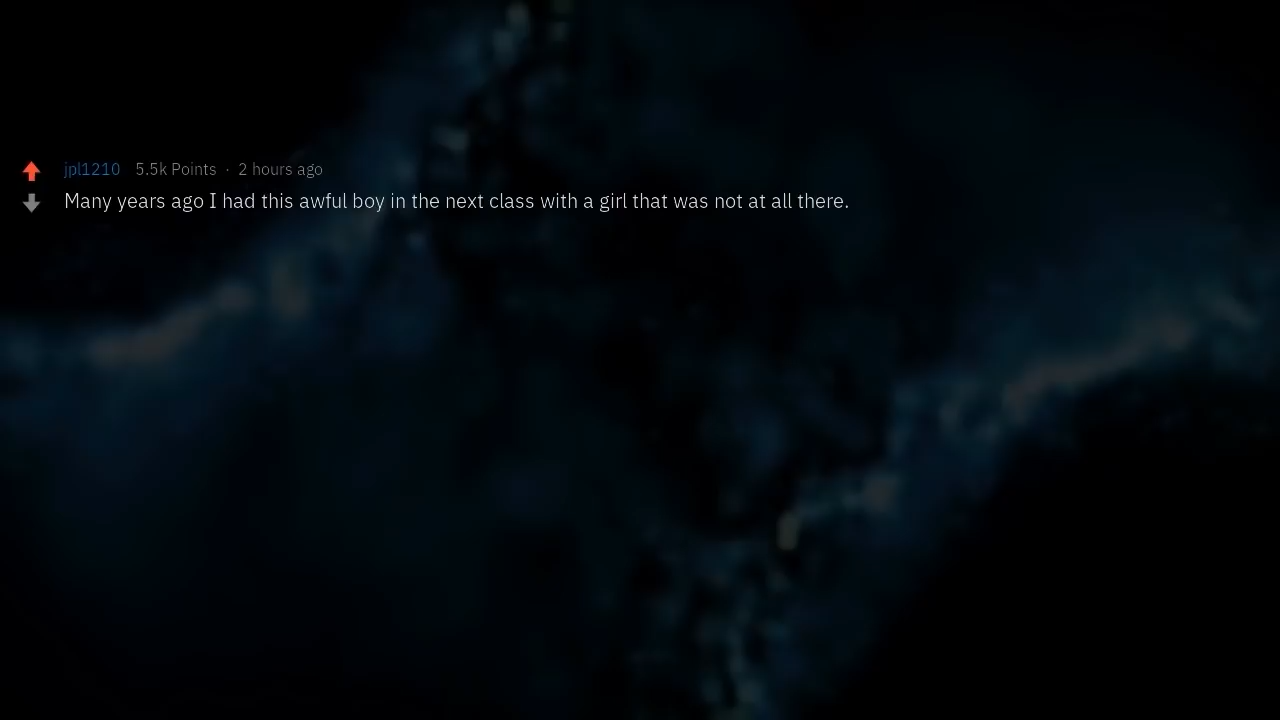 jpl1210 5.5k Points · 2 hours ago
Many years ago I had this awful boy in the next class with a girl that was not at all there.